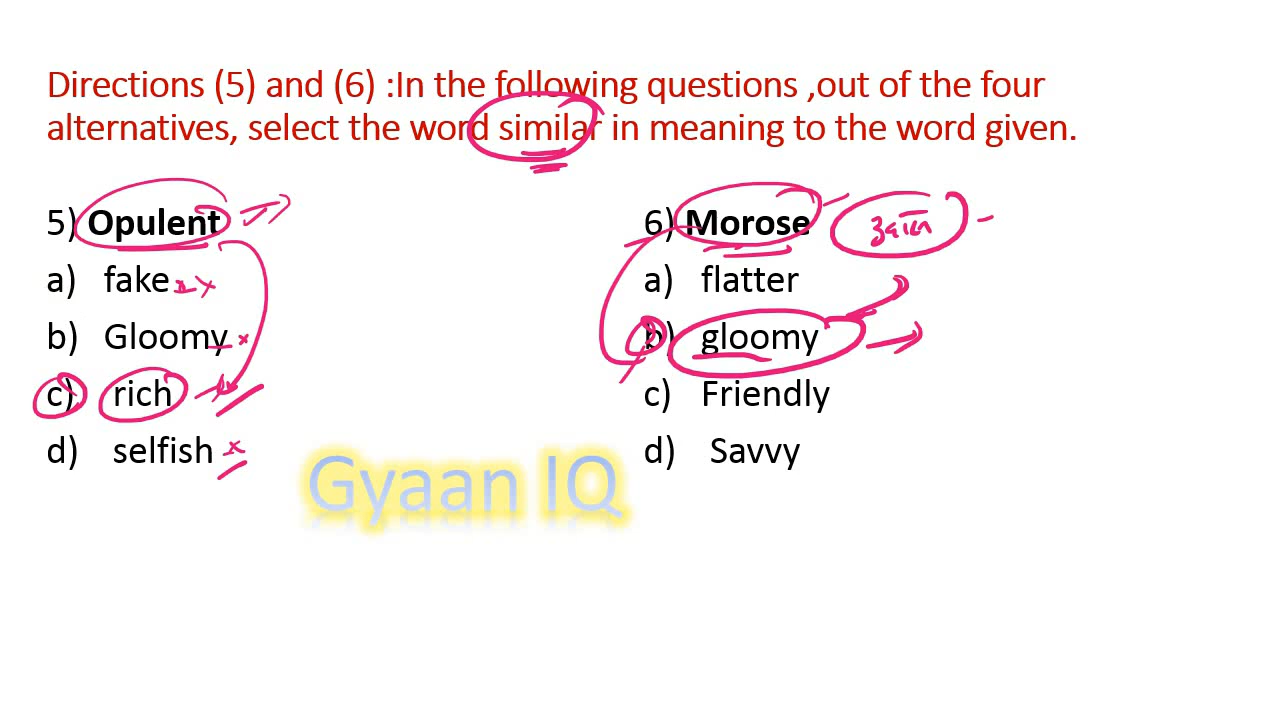 Directions (5) and (6) :In the following questions ,out of the four
alternatives, select the word similar in meaning to the word given.
5) Opulent
a) fake
b) Gloomy
c) rich
d) selfish
6) Morose
a) flatter
b) gloomy
c) Friendly
d) Savvy
Gyaan IQ